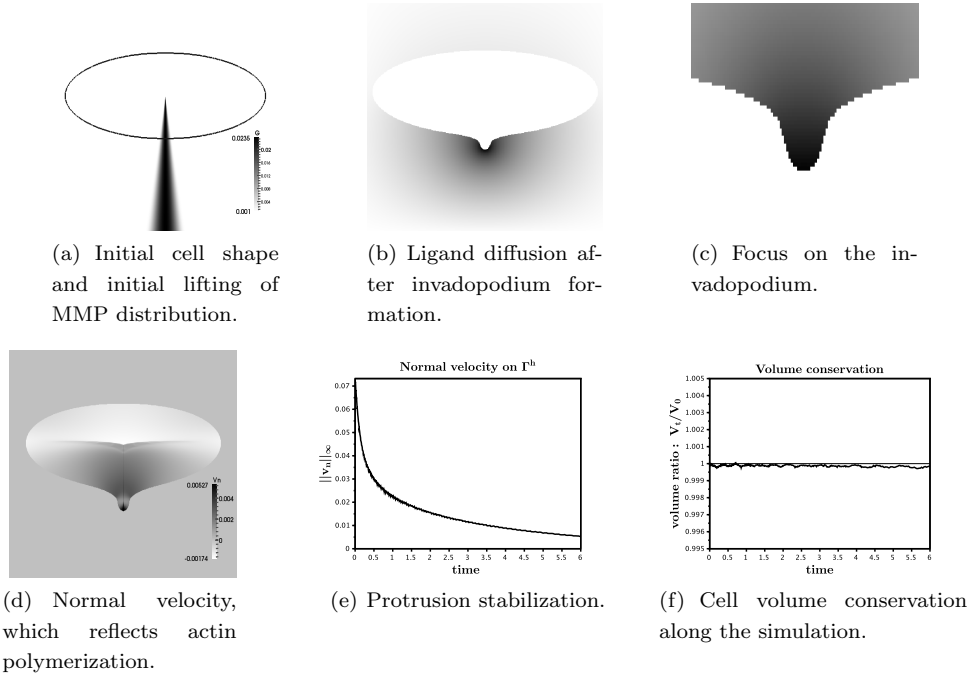 G
0.0235
0.02
0.016
0.012
0.008
0.004
0.001
(a) Initial cell shape
and initial lifting of
MMP distribution.
(b) Ligand diffusion af-
ter invadopodium for-
mation.
(c) Focus on the in-
vadopodium.
Vn
0.00527
0.004
0.002
0
-0.00174
(d) Normal velocity,
which reflects actin
polymerization.
Normal velocity on Γʰ
||vₙ||∞
0.07
0.06
0.05
0.04
0.03
0.02
0.01
0
0 0.5 1 1.5 2 2.5 3 3.5 4 4.5 5 5.5 6
time
(e) Protrusion stabilization.
Volume conservation
volume ratio : Vₜ/V₀
1.005
1.004
1.003
1.002
1.001
1
0.999
0.998
0.997
0.996
0.995
0 0.5 1 1.5 2 2.5 3 3.5 4 4.5 5 5.5 6
time
(f) Cell volume conservation
along the simulation.